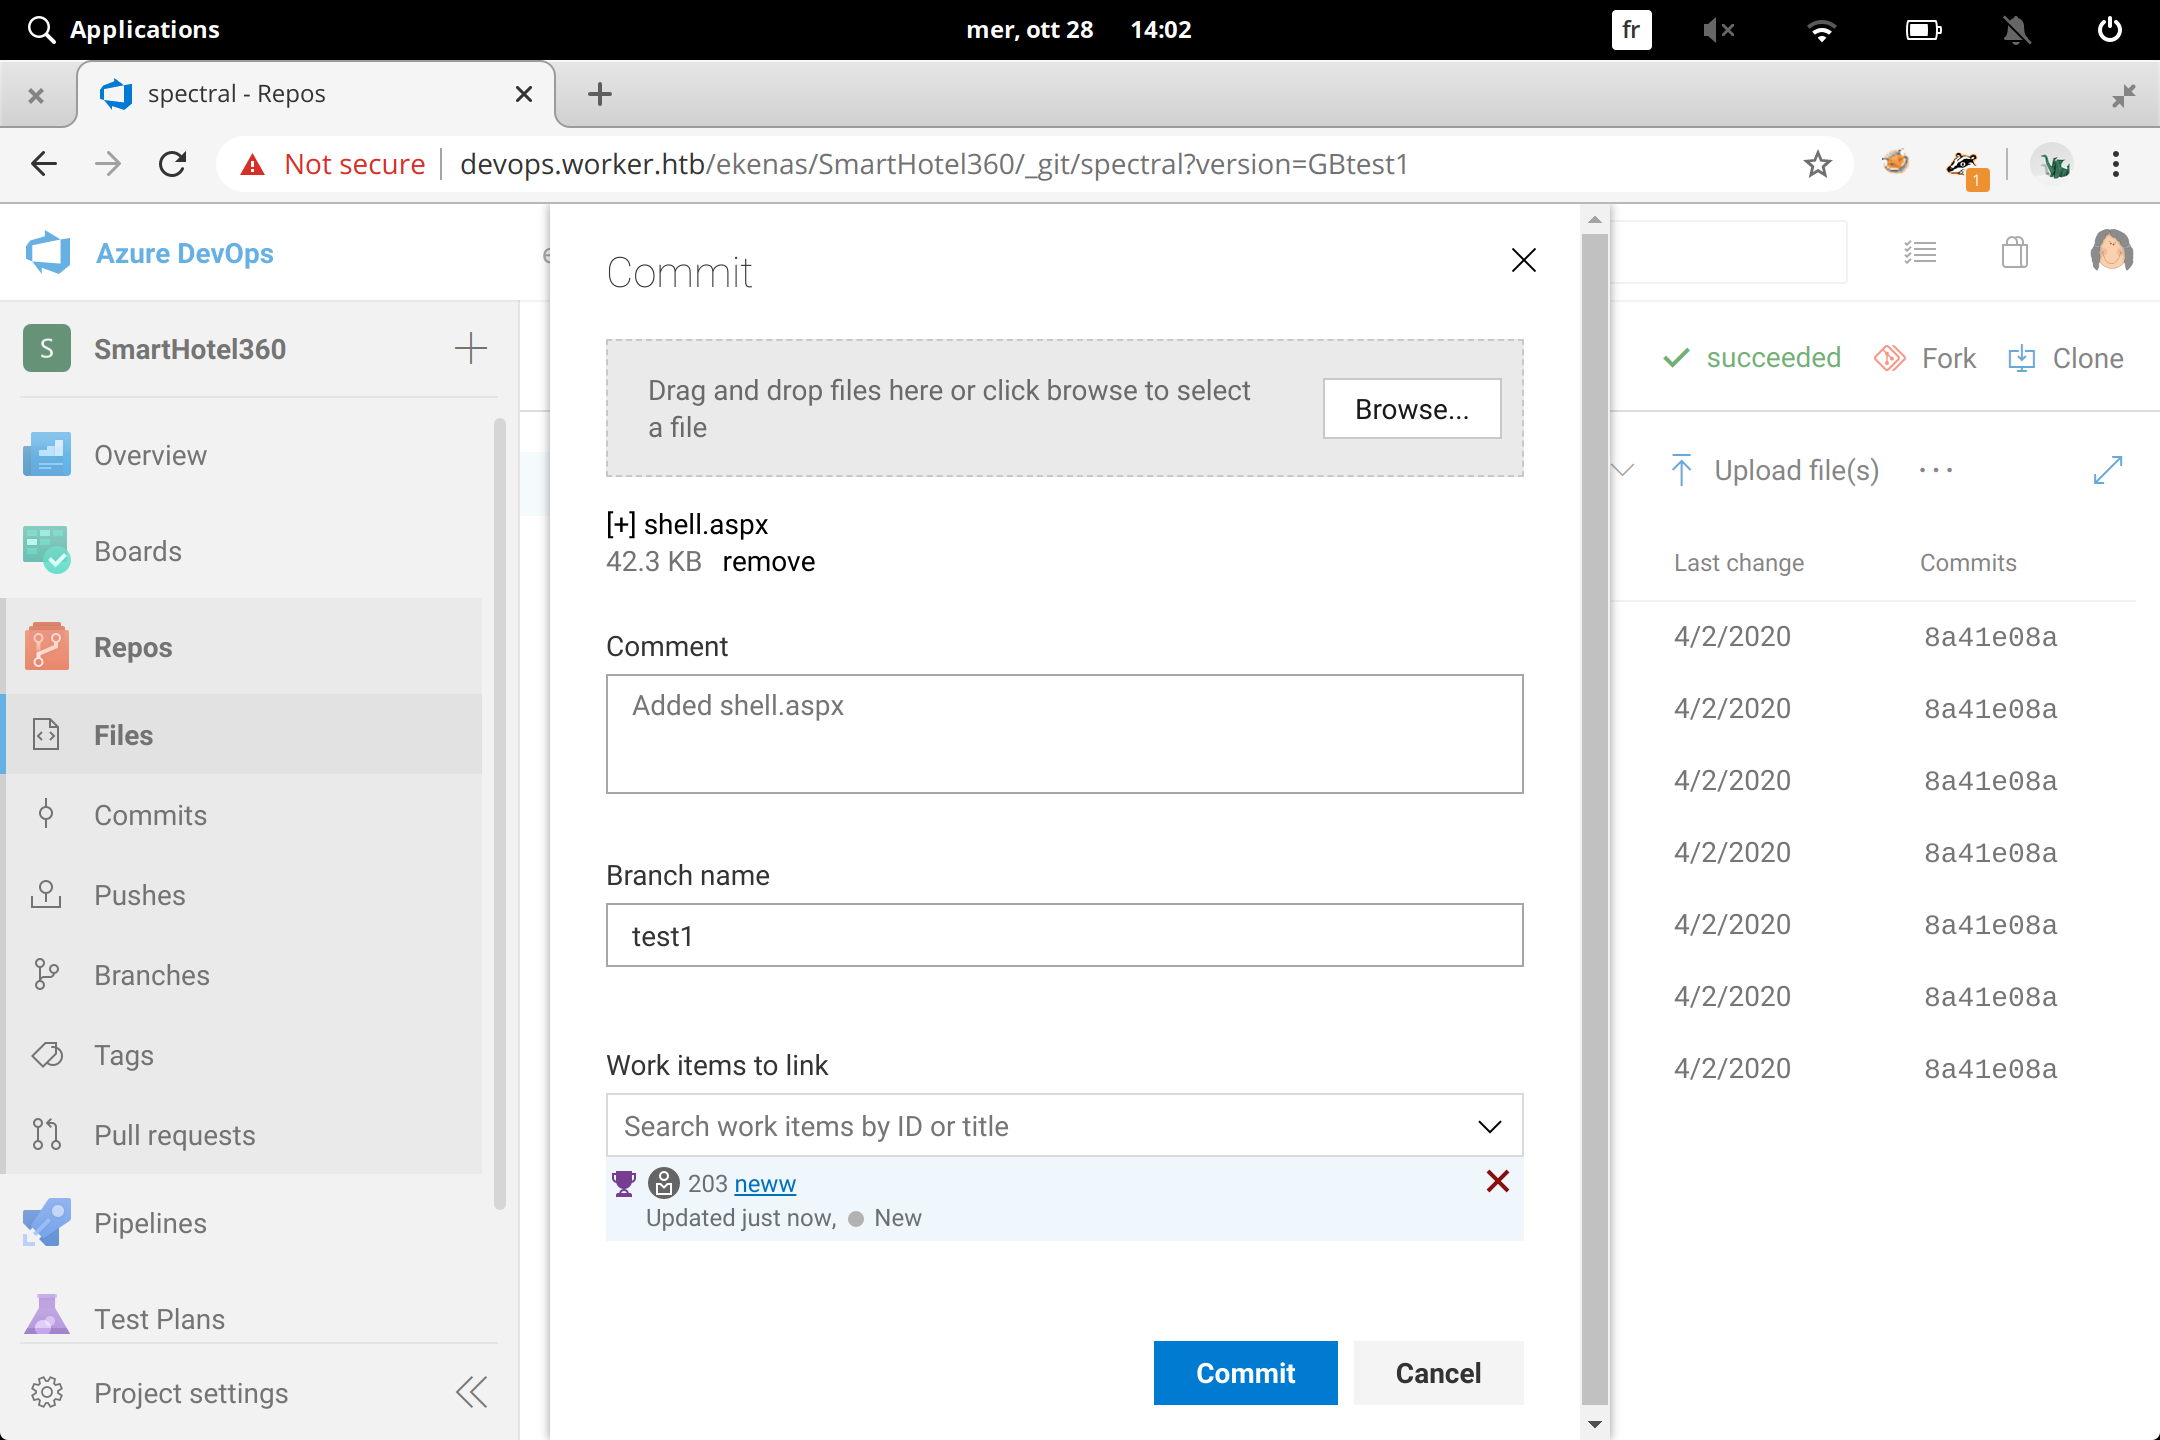 Applications
mer, ott 28 14:02
fr
spectral - Repos
Not secure
devops.worker.htb/ekenas/SmartHotel360/_git/spectral?version=GBtest1
1
Azure DevOps
S
SmartHotel360
Overview
Boards
Repos
Files
Commits
Pushes
Branches
Tags
Pull requests
Pipelines
Test Plans
Project settings
Commit
Drag and drop files here or click browse to select
a file
Browse...
[+] shell.aspx
42.3 KB remove
Comment
Added shell.aspx
Branch name
test1
Work items to link
Search work items by ID or title
203 neww
Updated just now, New
Commit
Cancel
succeeded
Fork
Clone
Upload file(s)
Last change Commits
4/2/2020 8a41e08a
4/2/2020 8a41e08a
4/2/2020 8a41e08a
4/2/2020 8a41e08a
4/2/2020 8a41e08a
4/2/2020 8a41e08a
4/2/2020 8a41e08a